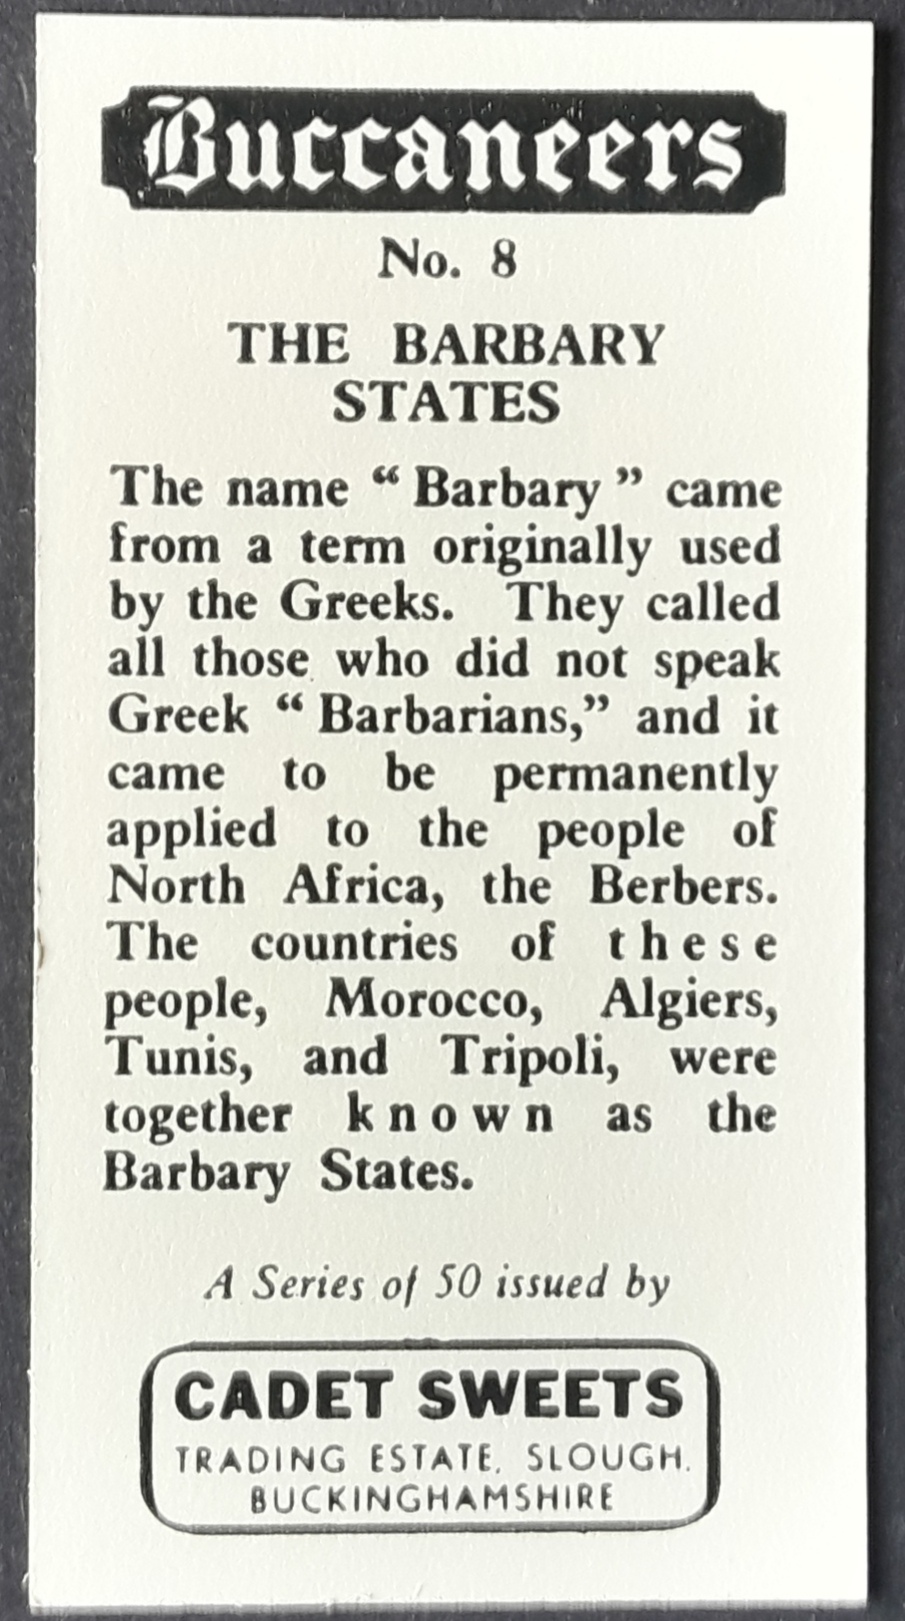 Buccaneers
No. 8
THE BARBARY
STATES
The name “ Barbary ” came
from a term originally used
by the Greeks. They called
all those who did not speak
Greek “ Barbarians,” and it
came to be permanently
applied to the people of
North Africa, the Berbers.
The countries of these
people, Morocco, Algiers,
Tunis, and Tripoli, were
together known as the
Barbary States.
A Series of 50 issued by
CADET SWEETS
TRADING ESTATE, SLOUGH.
BUCKINGHAMSHIRE